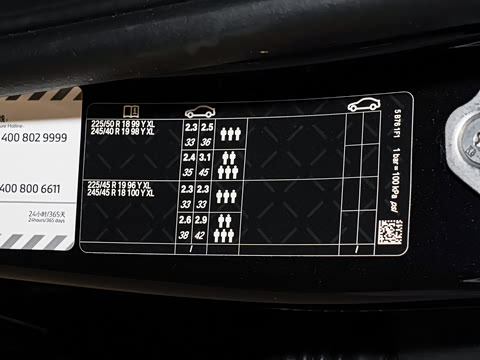 ure Hotline
400 802 9999
400 800 6611
24小时/365天
24hours/365 days
225/50 R 18 99 Y XL
245/40 R 19 98 Y XL
2.3 2.5
33 36
2.4 3.1
35 45
225/45 R 19 96 Y XL
245/45 R 18 100 Y XL
2.3 2.3
33 33
2.6 2.9
38 42
/ /
5 B76 1F1
1 bar = 100 kPa psi